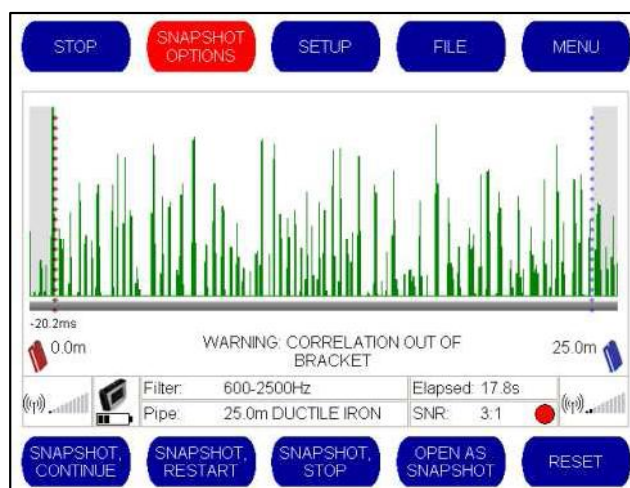 STOP
SNAPSHOT
OPTIONS
SETUP
FILE
MENU
-20.2ms
0.0m
WARNING: CORRELATION OUT OF
BRACKET
25.0m
Filter: 600-2500Hz
Elapsed: 17.8s
Pipe: 25.0m DUCTILE IRON
SNR: 3:1
SNAPSHOT,
CONTINUE
SNAPSHOT,
RESTART
SNAPSHOT,
STOP
OPEN AS
SNAPSHOT
RESET